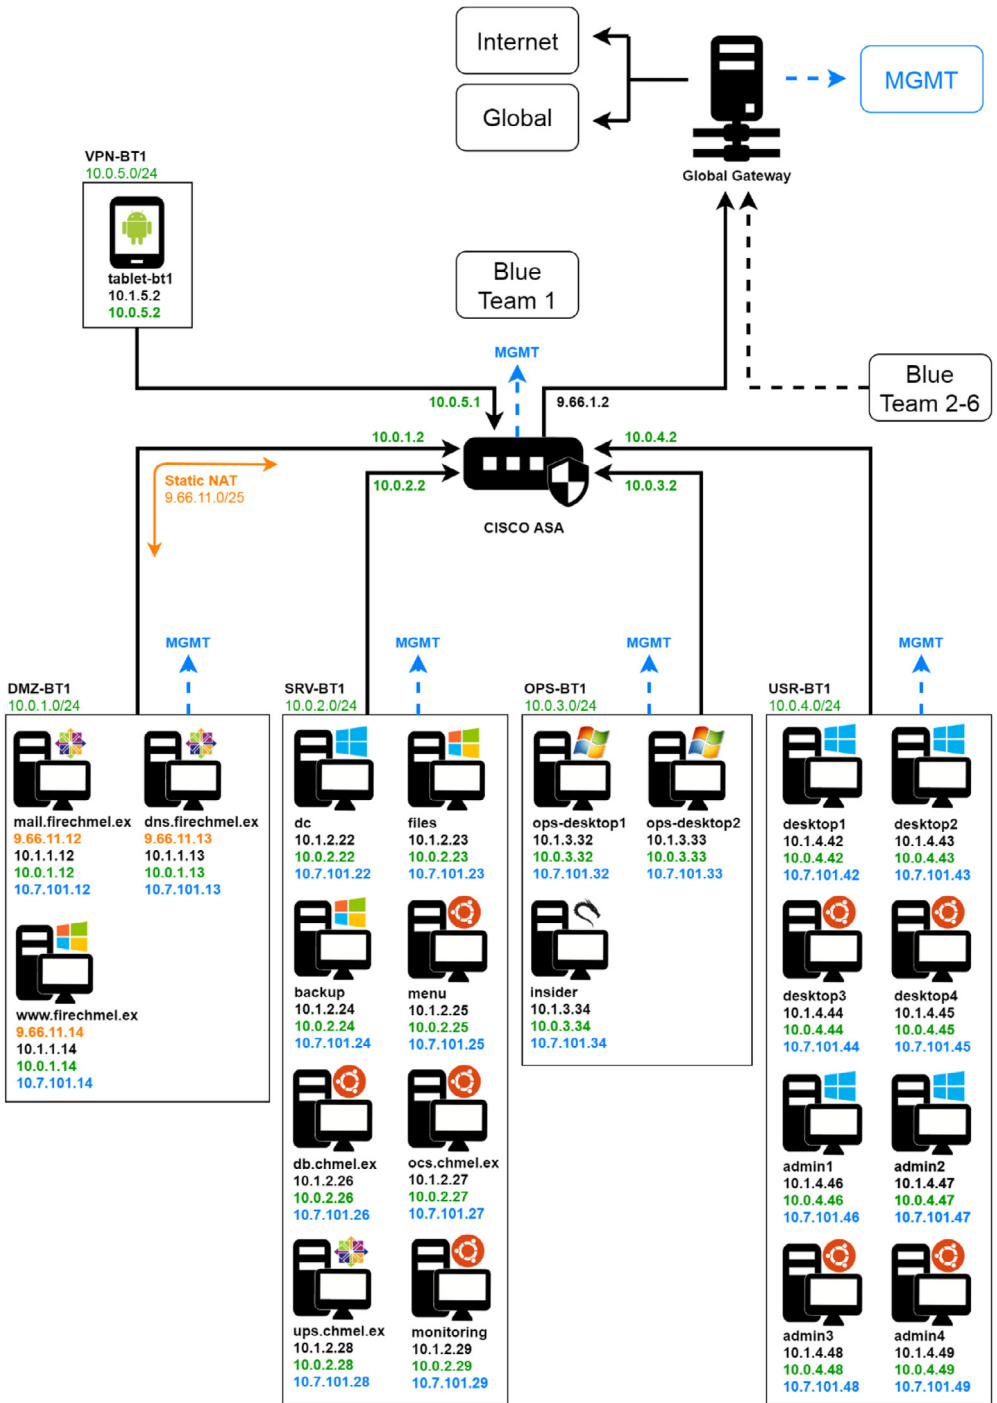 Internet
Global
MGMT
Global Gateway
VPN-BT1
10.0.5.0/24
tablet-bt1
10.1.5.2
10.0.5.2
Blue
Team 1
Blue
Team 2-6
MGMT
10.0.5.1
9.66.1.2
10.0.1.2
10.0.4.2
10.0.2.2
10.0.3.2
Static NAT
9.66.11.0/25
CISCO ASA
MGMT
MGMT
MGMT
MGMT
DMZ-BT1
10.0.1.0/24
mail.firechmel.ex
9.66.11.12
10.1.1.12
10.0.1.12
10.7.101.12
dns.firechmel.ex
9.66.11.13
10.1.1.13
10.0.1.13
10.7.101.13
www.firechmel.ex
9.66.11.14
10.1.1.14
10.0.1.14
10.7.101.14
SRV-BT1
10.0.2.0/24
dc
10.1.2.22
10.0.2.22
10.7.101.22
files
10.1.2.23
10.0.2.23
10.7.101.23
backup
10.1.2.24
10.0.2.24
10.7.101.24
menu
10.1.2.25
10.0.2.25
10.7.101.25
db.chmel.ex
10.1.2.26
10.0.2.26
10.7.101.26
ocs.chmel.ex
10.1.2.27
10.0.2.27
10.7.101.27
ups.chmel.ex
10.1.2.28
10.0.2.28
10.7.101.28
monitoring
10.1.2.29
10.0.2.29
10.7.101.29
OPS-BT1
10.0.3.0/24
ops-desktop1
10.1.3.32
10.0.3.32
10.7.101.32
ops-desktop2
10.1.3.33
10.0.3.33
10.7.101.33
insider
10.1.3.34
10.0.3.34
10.7.101.34
USR-BT1
10.0.4.0/24
desktop1
10.1.4.42
10.0.4.42
10.7.101.42
desktop2
10.1.4.43
10.0.4.43
10.7.101.43
desktop3
10.1.4.44
10.0.4.44
10.7.101.44
desktop4
10.1.4.45
10.0.4.45
10.7.101.45
admin1
10.1.4.46
10.0.4.46
10.7.101.46
admin2
10.1.4.47
10.0.4.47
10.7.101.47
admin3
10.1.4.48
10.0.4.48
10.7.101.48
admin4
10.1.4.49
10.0.4.49
10.7.101.49